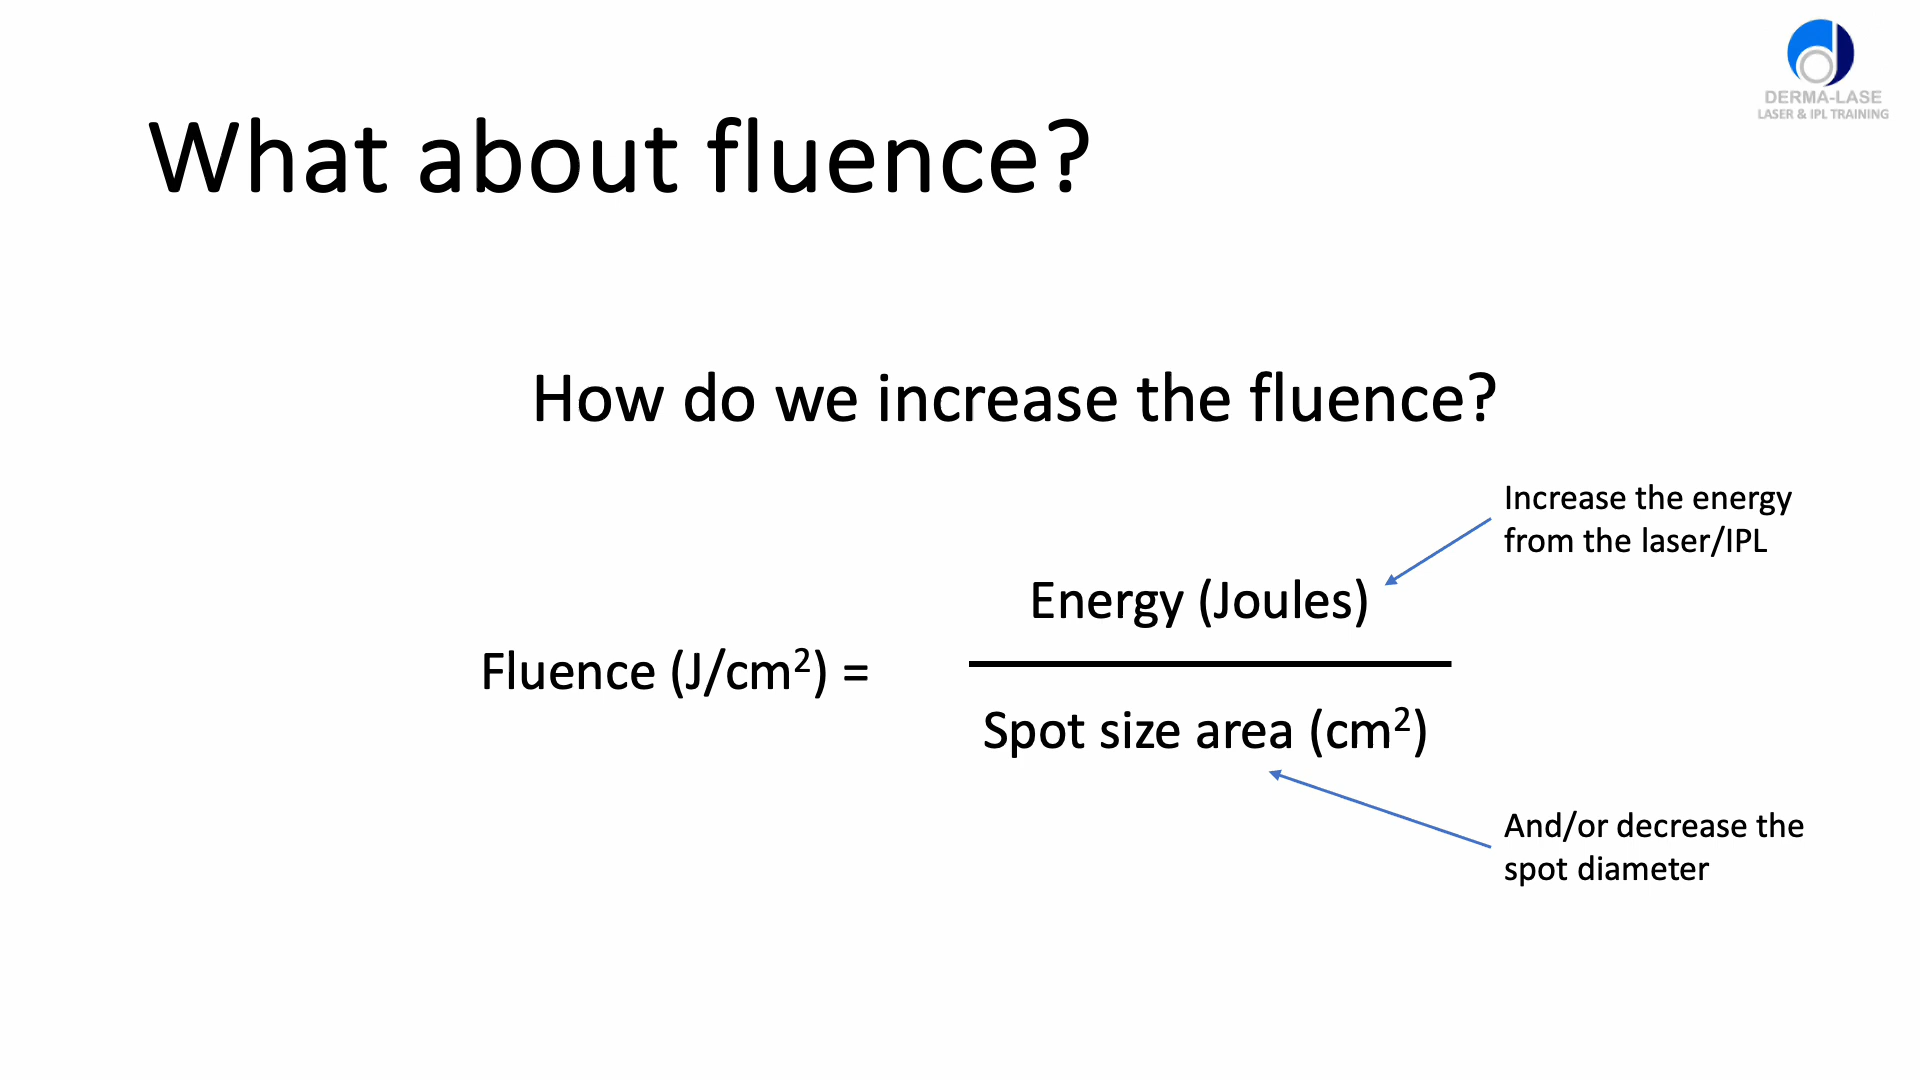 DERMA-LASE
LASER & IPL TRAINING
What about fluence?
How do we increase the fluence?
Increase the energy
from the laser/IPL
Energy (Joules)
Fluence (J/cm²) =
Spot size area (cm²)
And/or decrease the
spot diameter